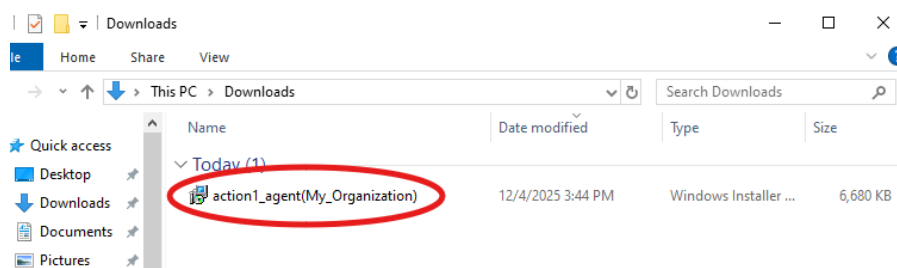 Downloads
le Home Share View
This PC > Downloads
Search Downloads
Name Date modified Type Size
Quick access
Today (1)
Desktop
action1_agent(My_Organization) 12/4/2025 3:44 PM Windows Installer ... 6,680 KB
Downloads
Documents
Pictures